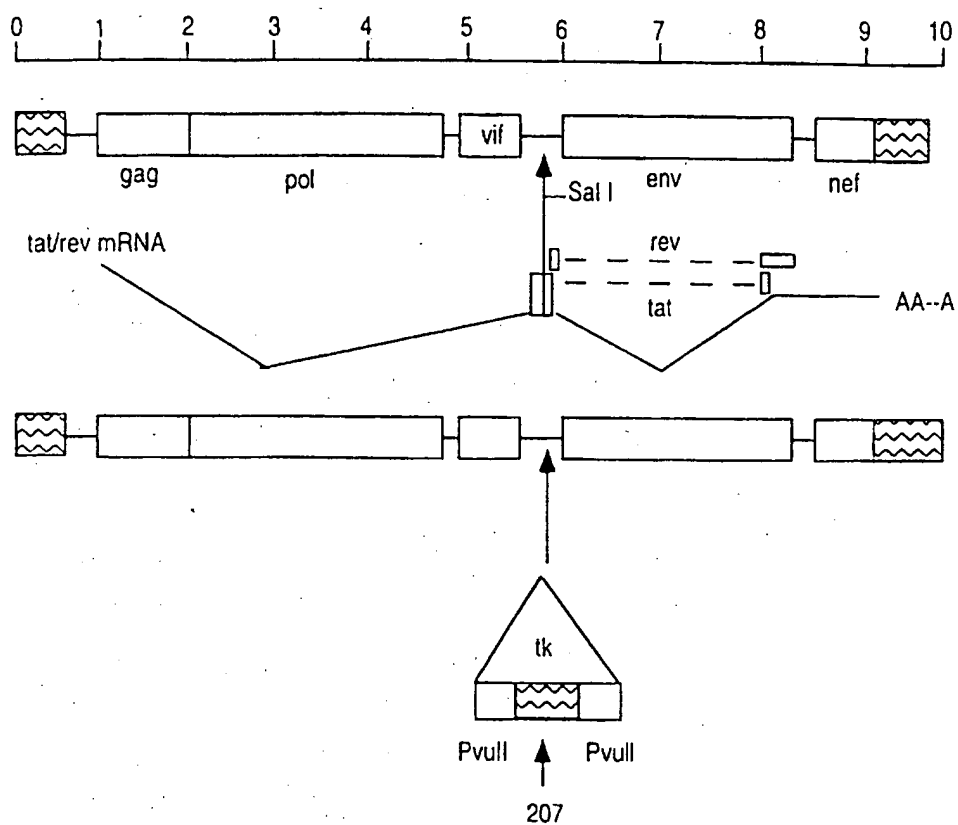 0 1 2 3 4 5 6 7 8 9 10
vif
gag pol env nef
Sal I
tat/rev mRNA
rev
tat
AA--A
tk
PvuII PvuII
207